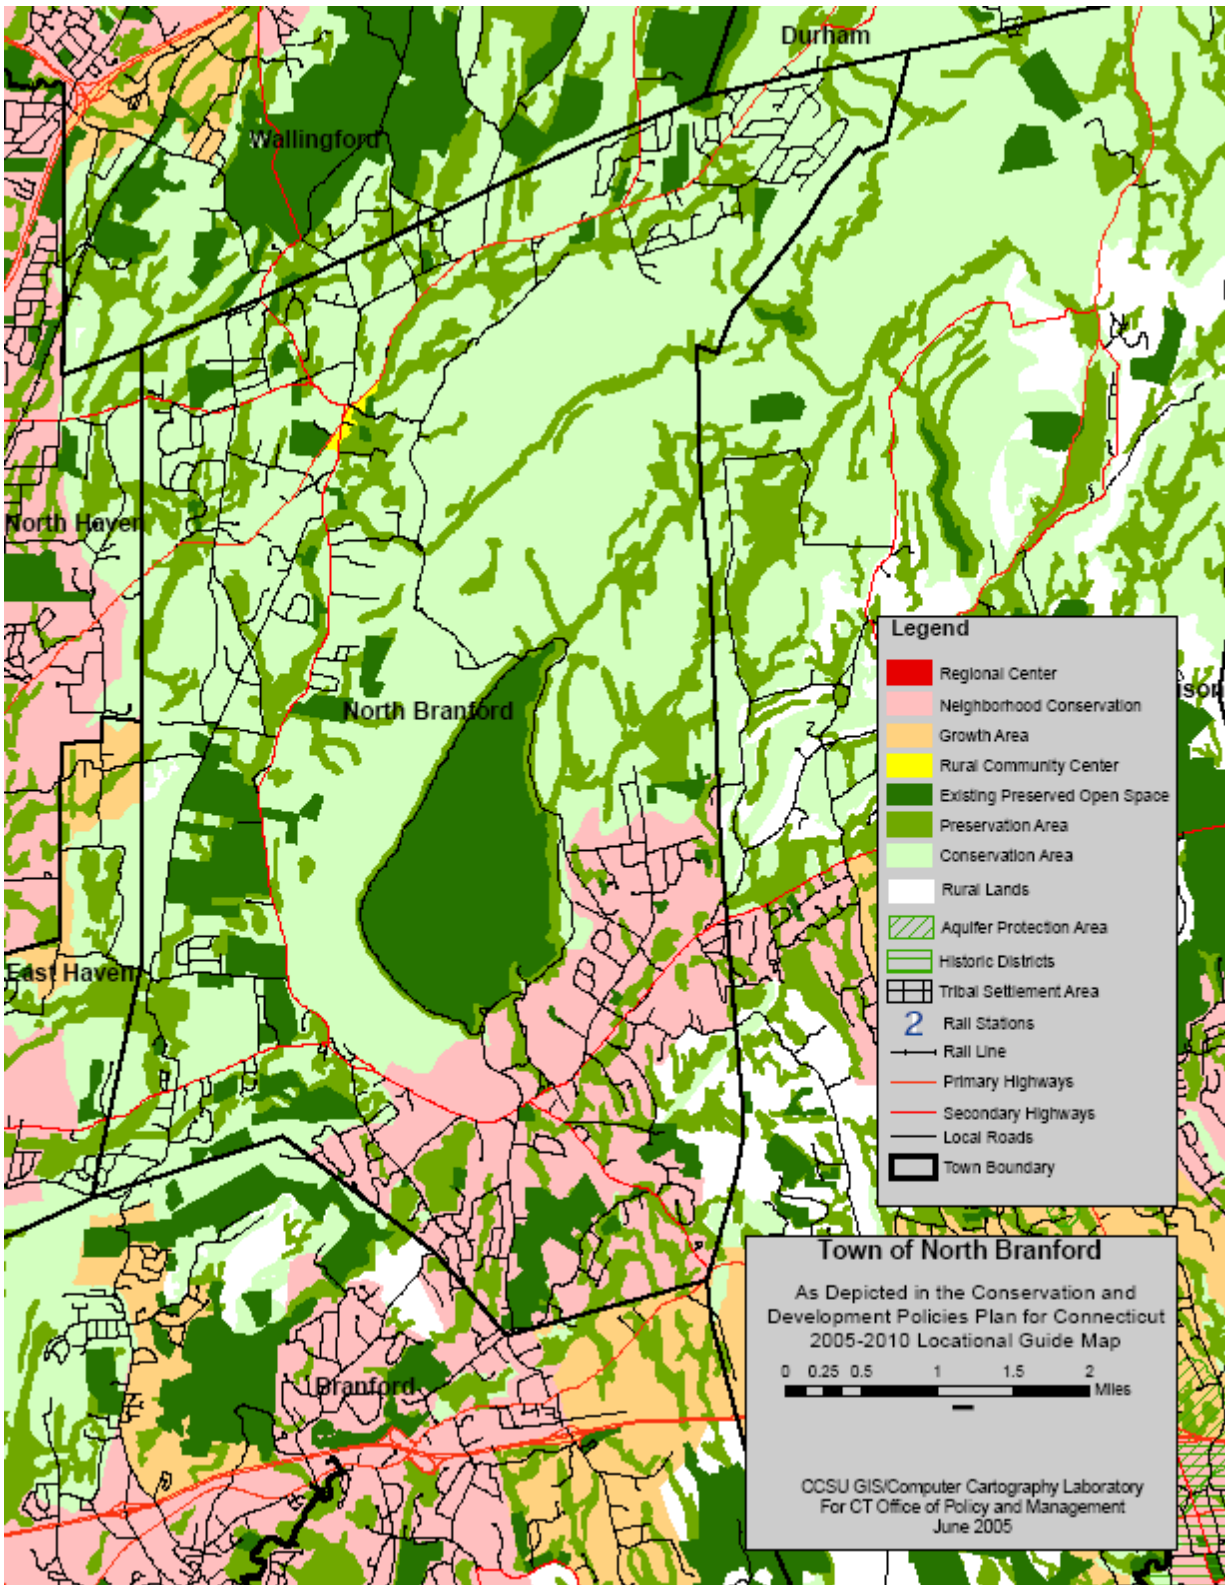 Durham
Wallingford
North Haven
North Branford
East Haven
Branford
Legend
Regional Center
Neighborhood Conservation
Growth Area
Rural Community Center
Existing Preserved Open Space
Preservation Area
Conservation Area
Rural Lands
Aquifer Protection Area
Historic Districts
Tribal Settlement Area
2 Rail Stations
Rail Line
Primary Highways
Secondary Highways
Local Roads
Town Boundary
ison
Town of North Branford
As Depicted in the Conservation and
Development Policies Plan for Connecticut
2005-2010 Locational Guide Map
0 0.25 0.5 1 1.5 2
Miles
CCSU GIS/Computer Cartography Laboratory
For CT Office of Policy and Management
June 2005